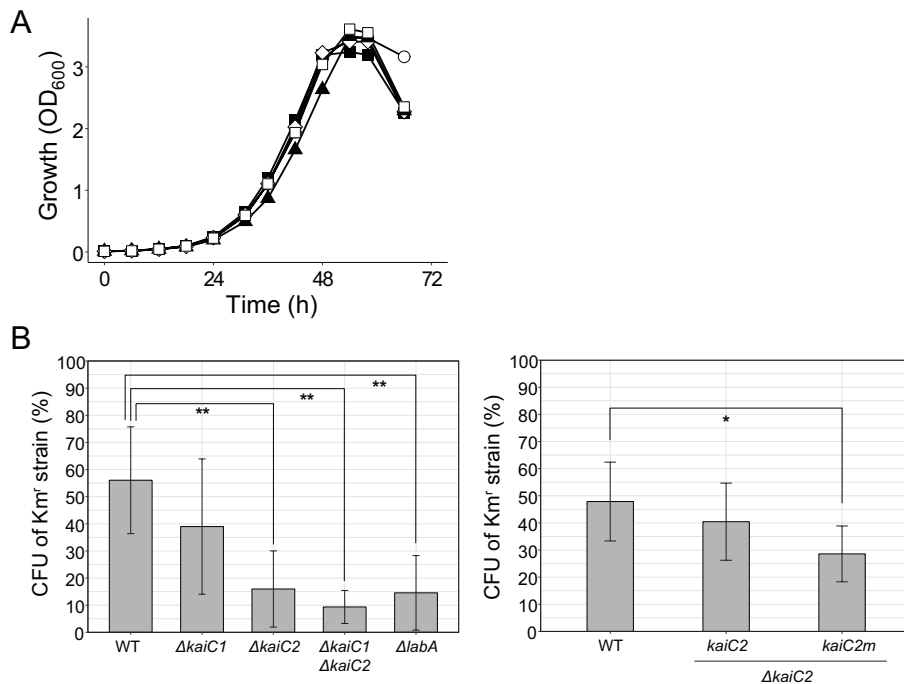 A
Growth (OD600)
3
2
1
0
0 24 48 72
Time (h)
B
CFU of Kmr strain (%)
100
90
80
70
60
50
40
30
20
10
0
**
**
**
WT ΔkaiC1 ΔkaiC2 ΔkaiC1 ΔlabA
ΔkaiC2
CFU of Kmr strain (%)
100
90
80
70
60
50
40
30
20
10
0
*
WT kaiC2 kaiC2m
ΔkaiC2